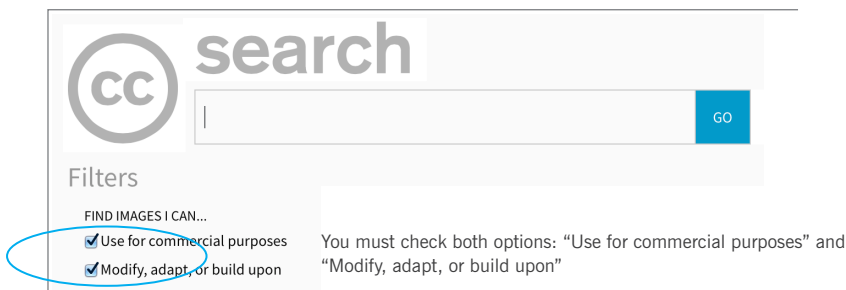 cc
search
GO
Filters
FIND IMAGES I CAN...
Use for commercial purposes
Modify, adapt, or build upon
You must check both options: “Use for commercial purposes” and
“Modify, adapt, or build upon”